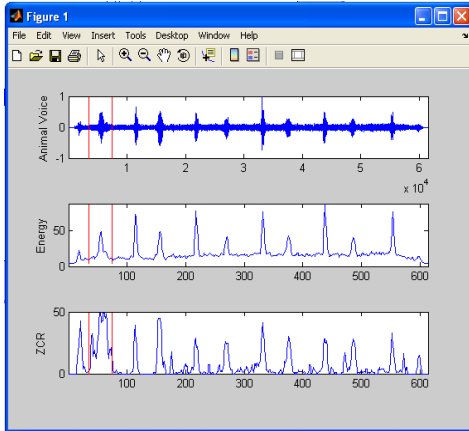 Figure 1
File Edit View Insert Tools Desktop Window Help
Animal Voice
1
0
-1
1 2 3 4 5 6
x 10^4
Energy
50
0
100 200 300 400 500 600
ZCR
50
0
100 200 300 400 500 600